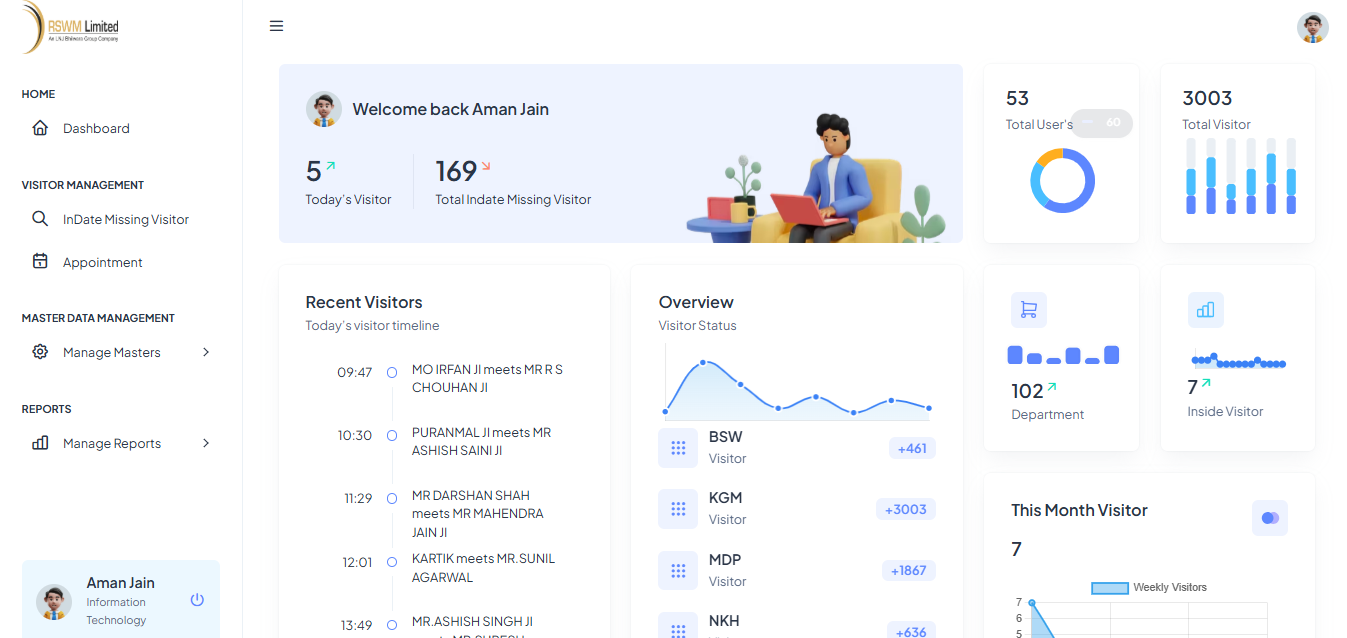 RSWM Limited
An LNJ Bhilwara Group Company
HOME
Dashboard
VISITOR MANAGEMENT
InDate Missing Visitor
Appointment
MASTER DATA MANAGEMENT
Manage Masters
REPORTS
Manage Reports
Aman Jain
Information
Technology
Welcome back Aman Jain
5
Today's Visitor
169
Total Indate Missing Visitor
53
Total User's
60
3003
Total Visitor
Recent Visitors
Today's visitor timeline
09:47
MO IRFAN JI meets MR R S
CHOUHAN JI
10:30
PURANMAL JI meets MR
ASHISH SAINI JI
11:29
MR DARSHAN SHAH
meets MR MAHENDRA
JAIN JI
12:01
KARTIK meets MR.SUNIL
AGARWAL
13:49
MR.ASHISH SINGH JI
Overview
Visitor Status
BSW
Visitor
+461
KGM
Visitor
+3003
MDP
Visitor
+1867
NKH
+636
102
Department
7
Inside Visitor
This Month Visitor
7
Weekly Visitors
7
6
5